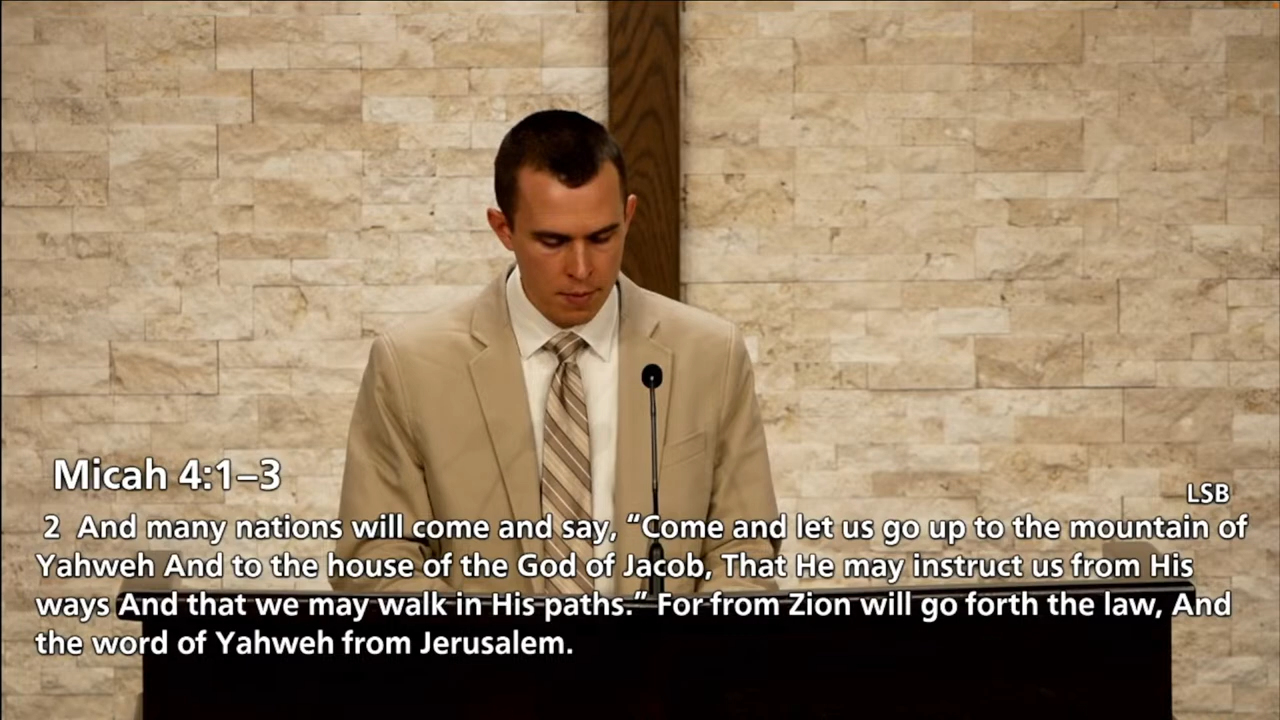 Micah 4:1–3
LSB
2 And many nations will come and say, “Come and let us go up to the mountain of
Yahweh And to the house of the God of Jacob, That He may instruct us from His
ways And that we may walk in His paths.” For from Zion will go forth the law, And
the word of Yahweh from Jerusalem.